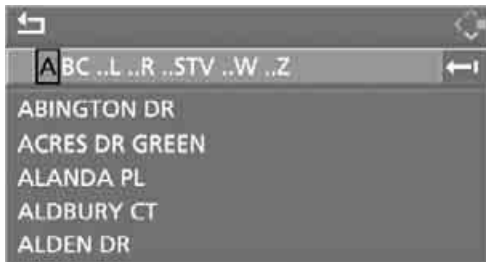 ABC ..L ..R ..STV ..W ..Z
ABINGTON DR
ACRES DR GREEN
ALANDA PL
ALDBURY CT
ALDEN DR